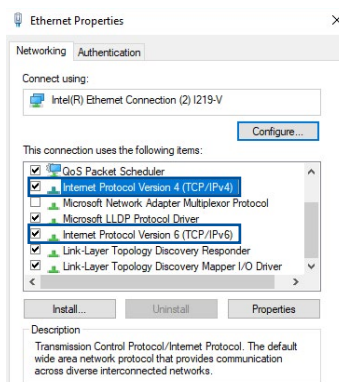 Ethernet Properties
Networking
Authentication
Connect using:
Intel(R) Ethernet Connection (2) I219-V
Configure...
This connection uses the following items:
QoS Packet Scheduler
Internet Protocol Version 4 (TCP/IPv4)
Microsoft Network Adapter Multiplexor Protocol
Microsoft LLDP Protocol Driver
Internet Protocol Version 6 (TCP/IPv6)
Link-Layer Topology Discovery Responder
Link-Layer Topology Discovery Mapper I/O Driver
Install...
Uninstall
Properties
Description
Transmission Control Protocol/Internet Protocol. The default
wide area network protocol that provides communication
across diverse interconnected networks.